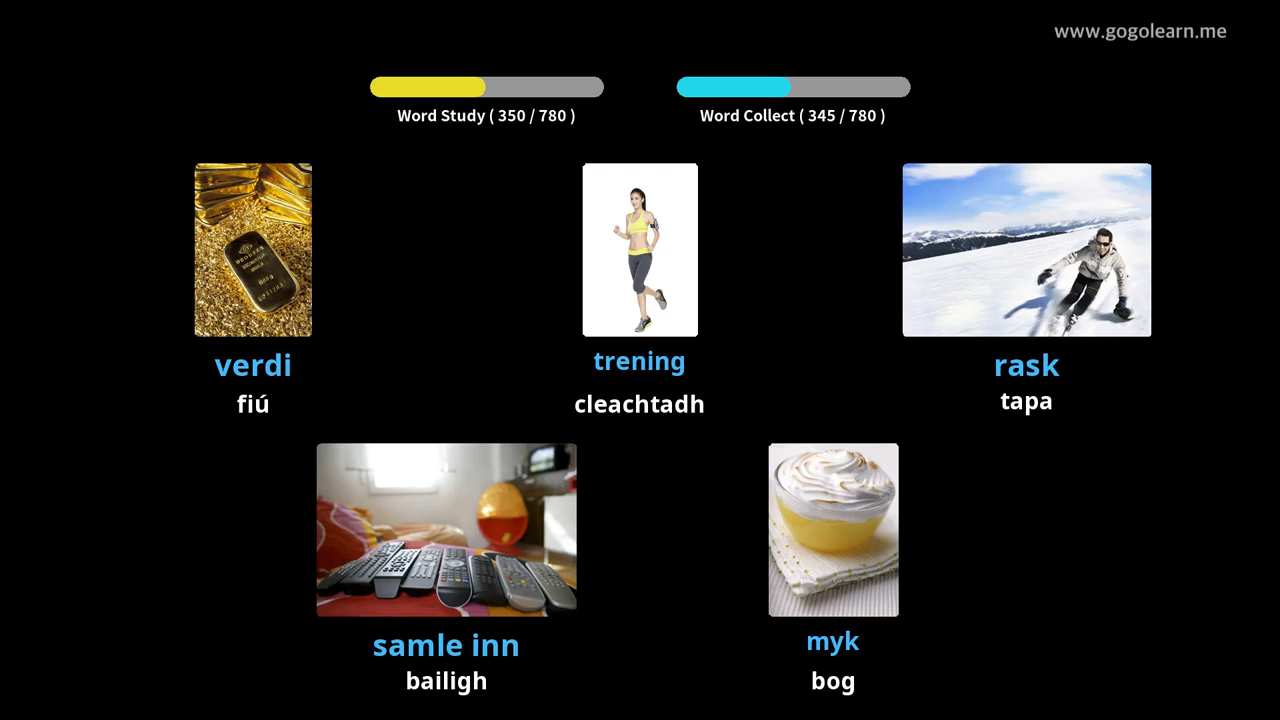 www.gogolearn.me
Word Study ( 350 / 780 )
Word Collect ( 345 / 780 )
verdi
fiú
trening
cleachtadh
rask
tapa
samle inn
bailigh
myk
bog